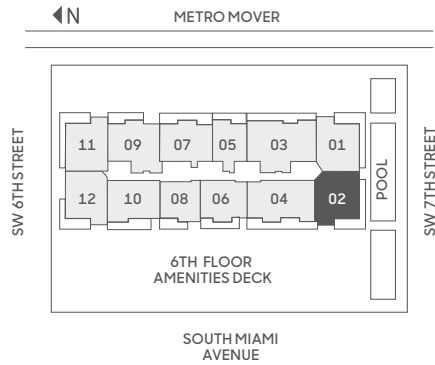 N
METRO MOVER
SW 6TH STREET
11 09 07 05 03 01
12 10 08 06 04 02
POOL
SW 7TH STREET
6TH FLOOR
AMENITIES DECK
SOUTH MIAMI
AVENUE